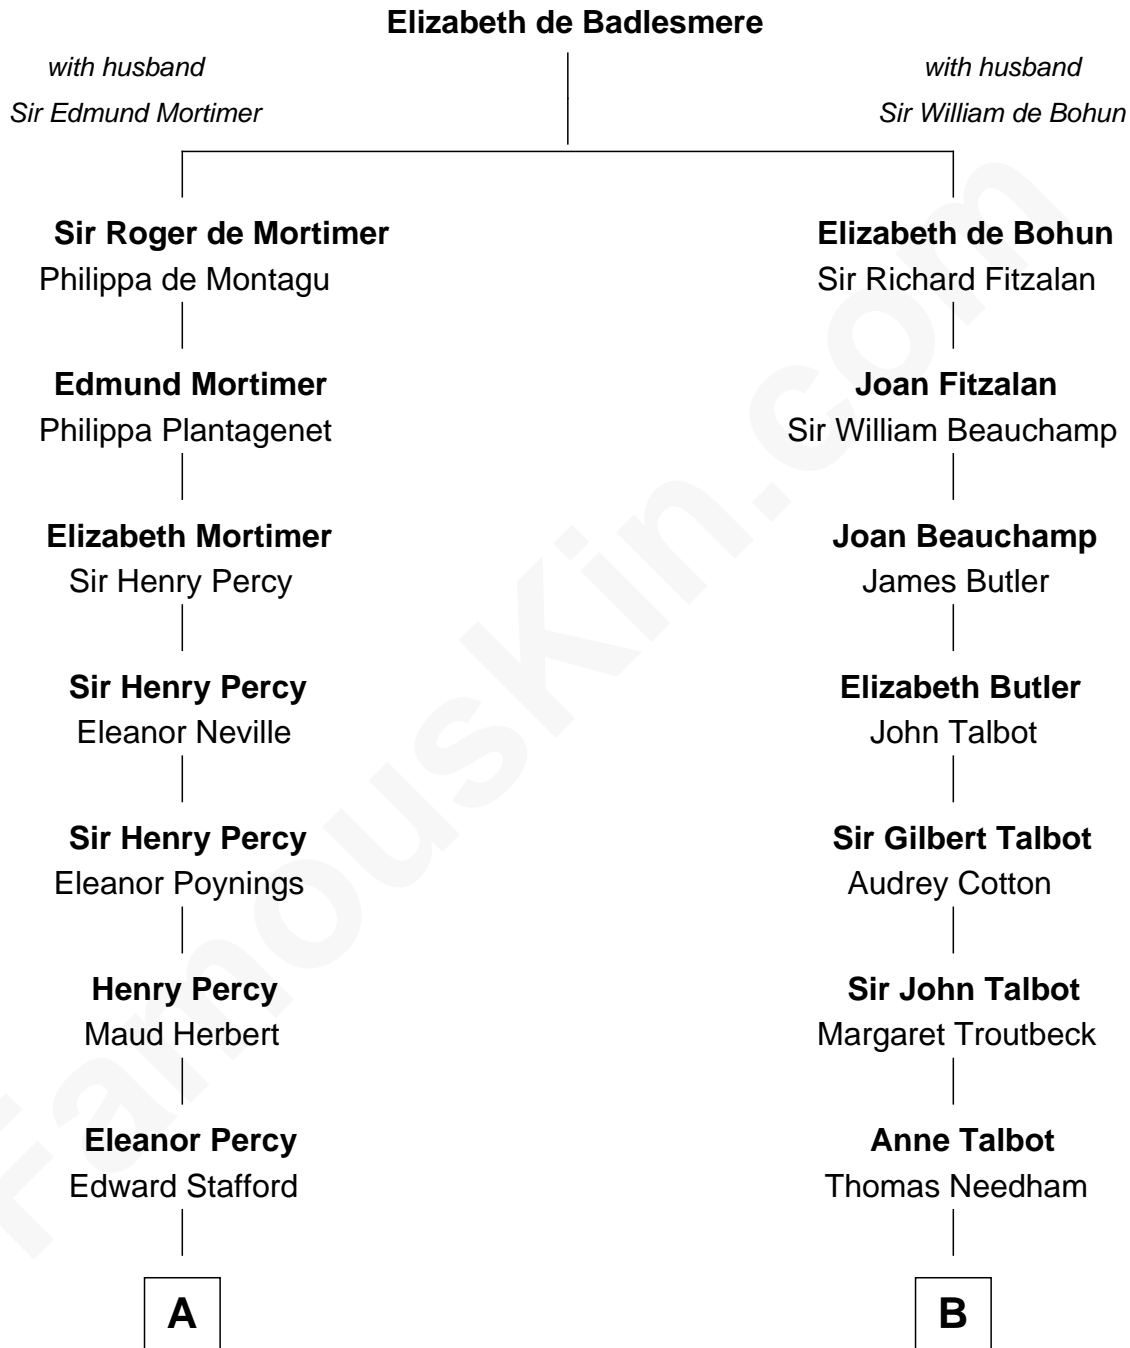 Elizabeth de Badlesmere
with husband
Sir Edmund Mortimer
with husband
Sir William de Bohun
Sir Roger de Mortimer
Philippa de Montagu
Elizabeth de Bohun
Sir Richard Fitzalan
Edmund Mortimer
Philippa Plantagenet
Joan Fitzalan
Sir William Beauchamp
Elizabeth Mortimer
Sir Henry Percy
Joan Beauchamp
James Butler
Sir Henry Percy
Eleanor Neville
Elizabeth Butler
John Talbot
Sir Henry Percy
Eleanor Poynings
Sir Gilbert Talbot
Audrey Cotton
Henry Percy
Maud Herbert
Sir John Talbot
Margaret Troutbeck
Eleanor Percy
Edward Stafford
Anne Talbot
Thomas Needham
A
B
FamousKin.com